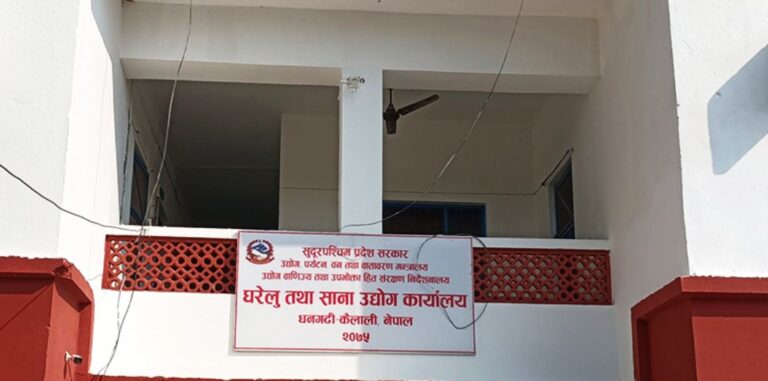 सुदूरपश्चिम प्रदेश सरकार
उद्योग, पर्यटन, वन तथा वातावरण मन्त्रालय
उद्योग वाणिज्य तथा उपभोक्ता हित संरक्षण निर्देशनालय
घरेलु तथा साना उद्योग कार्यालय
धनगढी-कैलाली, नेपाल
२०७५